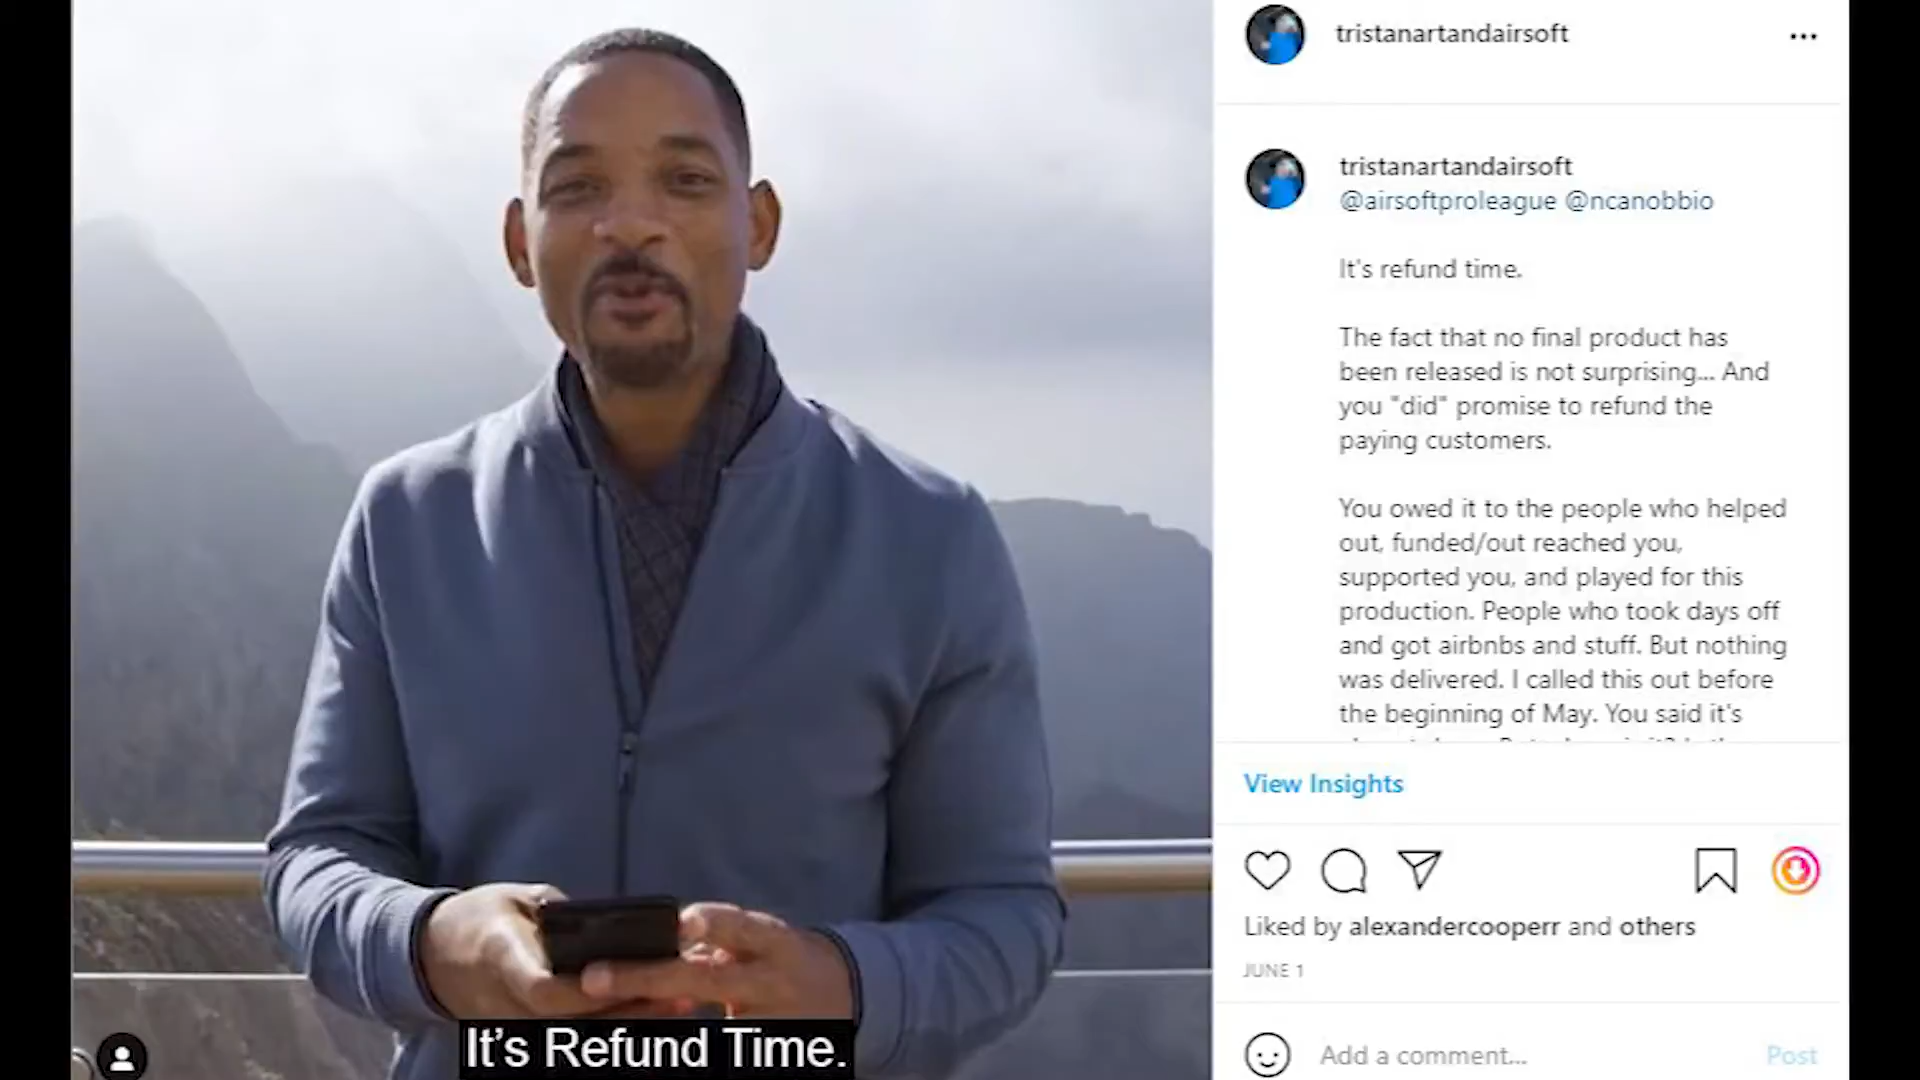 tristanartandairsoft
tristanartandairsoft
@airsoftproleague @ncanobbio
It's refund time.
The fact that no final product has
been released is not surprising... And
you "did" promise to refund the
paying customers.
You owed it to the people who helped
out, funded/out reached you,
supported you, and played for this
production. People who took days off
and got airbnbs and stuff. But nothing
was delivered. I called this out before
the beginning of May. You said it's
View Insights
Liked by alexandercooperr and others
JUNE 1
Add a comment...
Post
It's Refund Time.